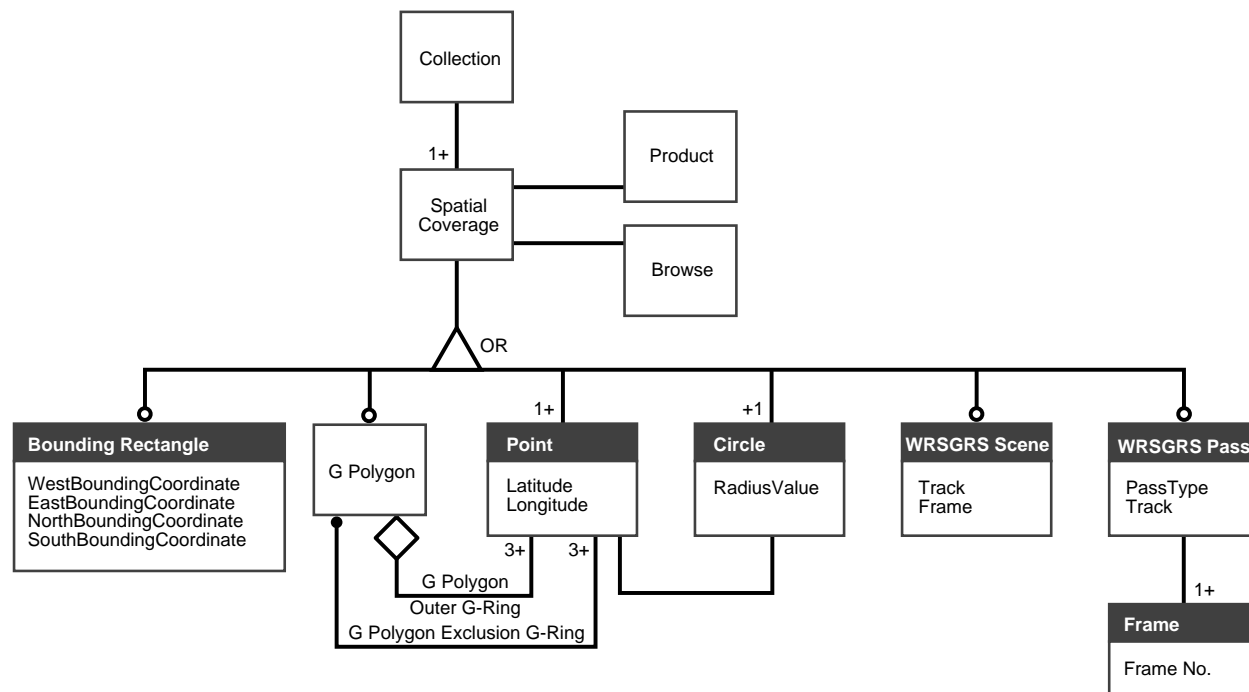 Collection
1+
Product
Spatial
Coverage
Browse
OR
1+
+1
Bounding Rectangle
WestBoundingCoordinate
EastBoundingCoordinate
NorthBoundingCoordinate
SouthBoundingCoordinate
G Polygon
Point
Latitude
Longitude
Circle
RadiusValue
WRSGRS Scene
Track
Frame
WRSGRS Pass
PassType
Track
3+
3+
G Polygon
Outer G-Ring
G Polygon Exclusion G-Ring
1+
Frame
Frame No.